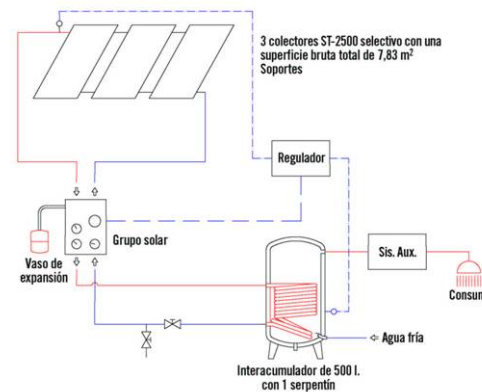 3 colectores ST-2500 selectivo con una
superficie bruta total de 7,83 m²
Soportes
Regulador
Grupo solar
Vaso de
expansión
Sis. Aux.
Consum
Agua fría
Interacumulador de 500 l.
con 1 serpentín